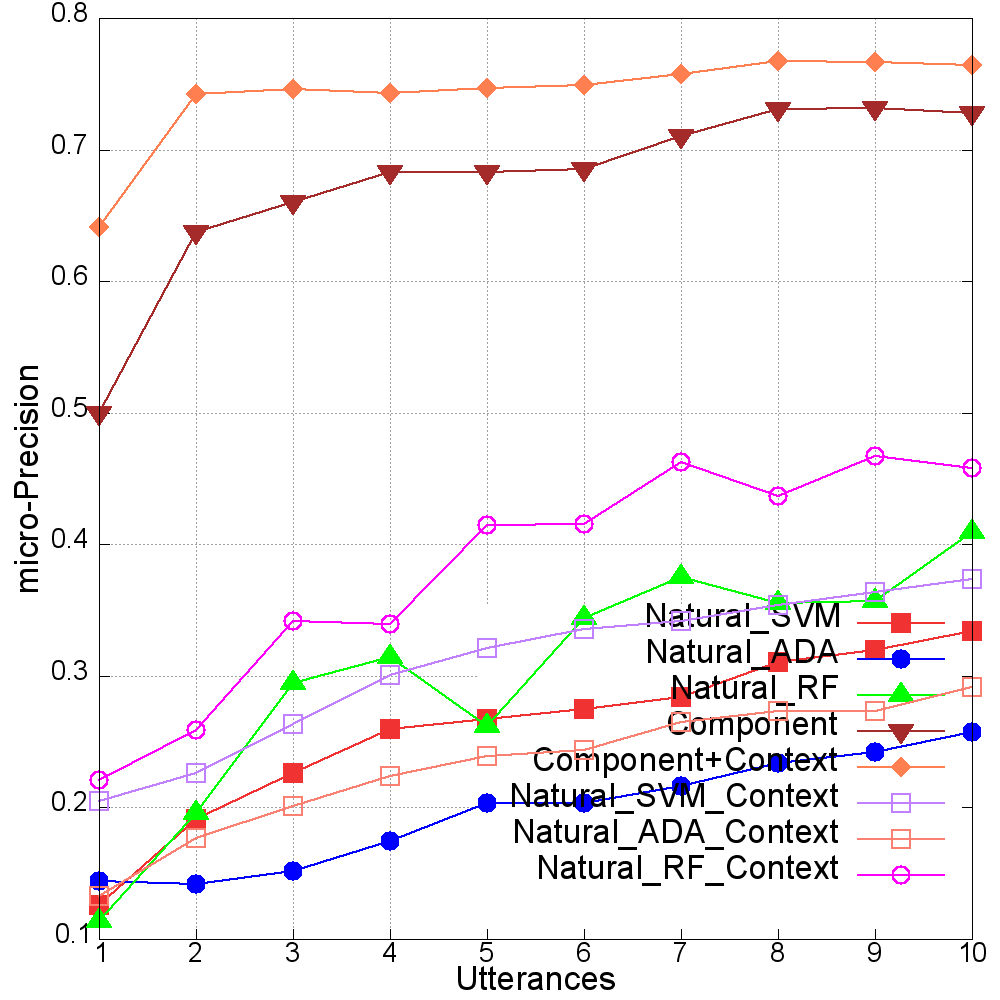 0.8
0.7
0.6
0.5
0.4
0.3
0.2
0.1
micro-Precision
Natural_SVM
Natural_ADA
Natural_RF
Component
Component+Context
Natural_SVM_Context
Natural_ADA_Context
Natural_RF_Context
1 2 3 4 5 6 7 8 9 10
Utterances